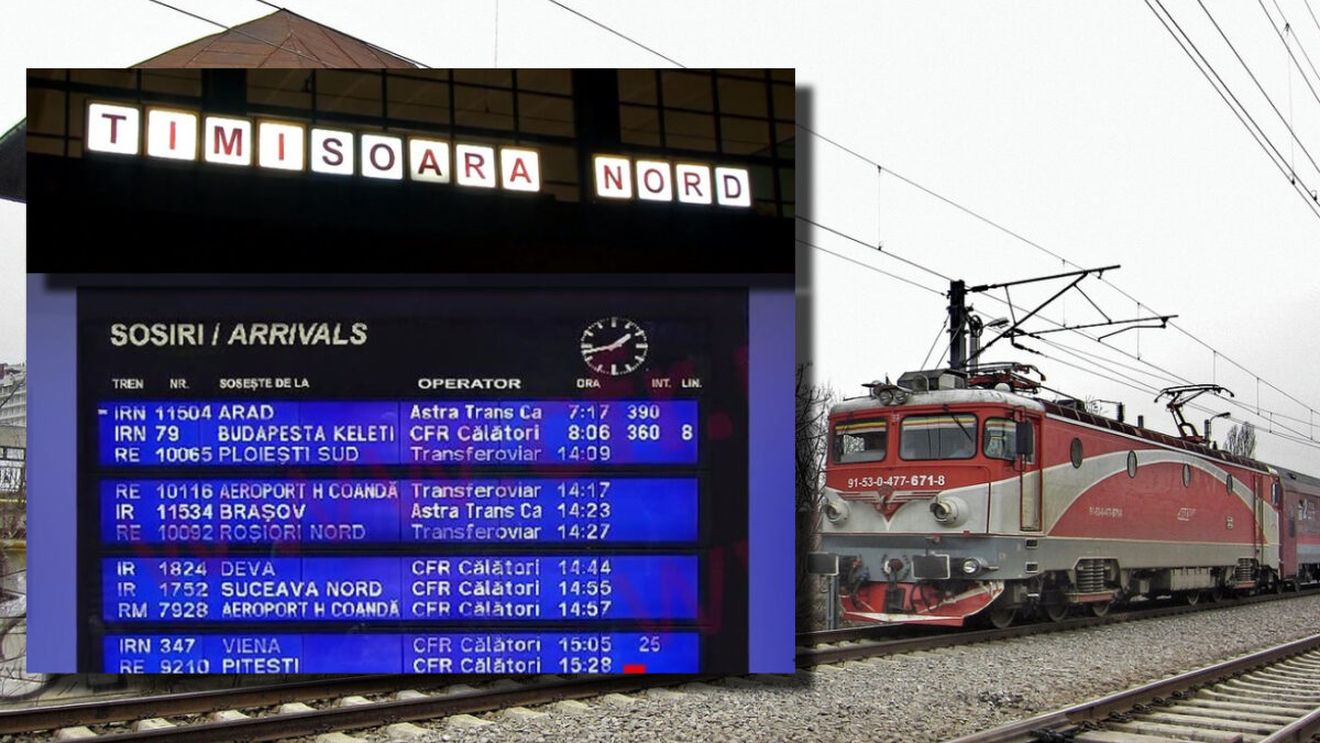 TIMISOARA NORD
SOSIRI / ARRIVALS
TREN NR. SOSEȘTE DE LA OPERATOR ORA INT. LIN.
IRN 11504 ARAD Astra Trans Ca 7:17 390
IRN 79 BUDAPESTA KELETI CFR Călători 8:06 360 8
RE 10065 PLOIEȘTI SUD Transferoviar 14:09
RE 10116 AEROPORT H COANDĂ Transferoviar 14:17
IR 11534 BRAȘOV Astra Trans Ca 14:23
RE 10092 ROȘIORI NORD Transferoviar 14:27
IR 1824 DEVA CFR Călători 14:44
IR 1752 SUCEAVA NORD CFR Călători 14:55
RM 7928 AEROPORT H COANDĂ CFR Călători 14:57
IRN 347 VIENA CFR Călători 15:05 25
RE 9210 PITEȘTI CFR Călători 15:28
91-53-0-477-671-8